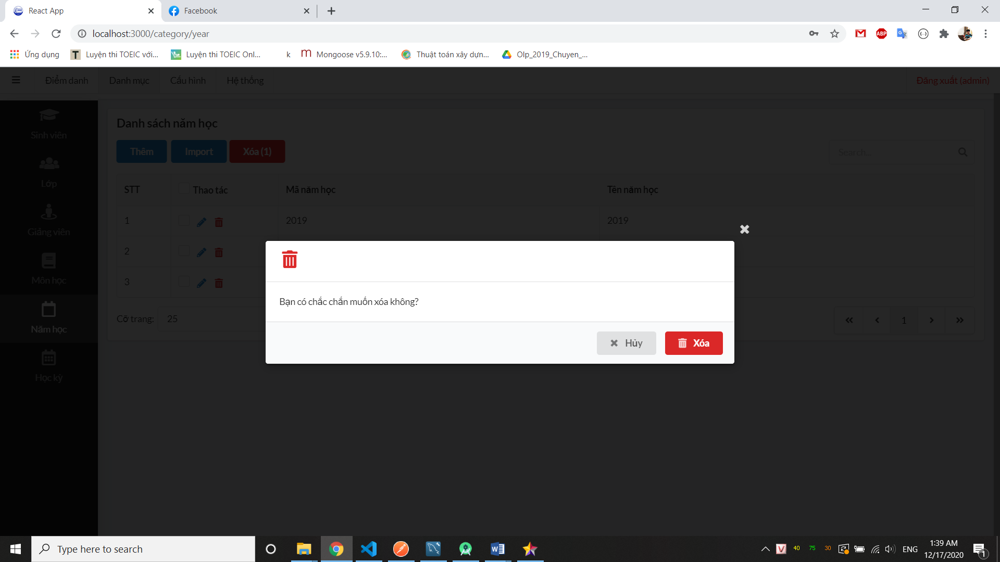 React App
Facebook
localhost:3000/category/year
ABP
Ứng dụng
T
Luyện thi TOEIC với...
Luyện thi TOEIC Onl...
k
m
Mongoose v5.9.10:...
Thuật toán xây dựn...
Olp_2019_Chuyen_...
Điểm danh
Danh mục
Cấu hình
Hệ thống
Đăng xuất (admin)
Sinh viên
Lớp
Giảng viên
Môn học
Năm học
Học kỳ
Danh sách năm học
Thêm
Import
Xóa (1)
Search...
STT
Thao tác
Mã năm học
Tên năm học
1
2019
2019
2
3
Cỡ trang:
25
1
Bạn có chắc chắn muốn xóa không?
Hủy
Xóa
Type here to search
V
40
75
30
ENG
1:39 AM
12/17/2020
1